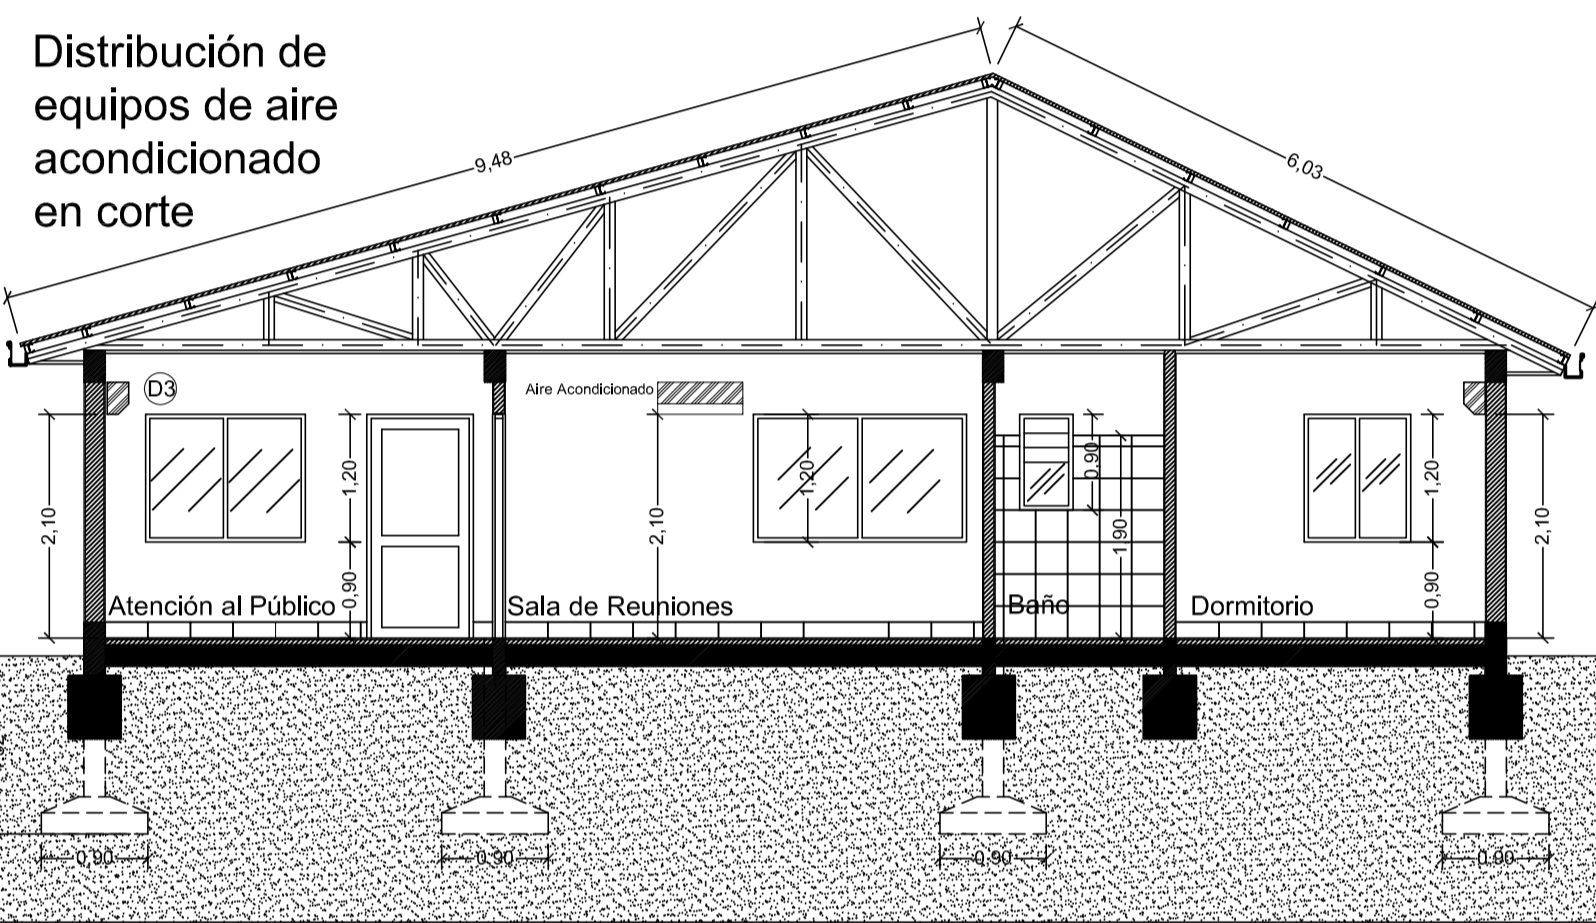 Distribución de
equipos de aire
acondicionado
en corte
9,48
6,03
D3
Aire Acondicionado
2,10
1,20
0,90
2,10
1,20
0,90
1,90
1,20
0,90
2,10
Atención al Público
Sala de Reuniones
Baño
Dormitorio
0,90
0,90
0,90
0,90